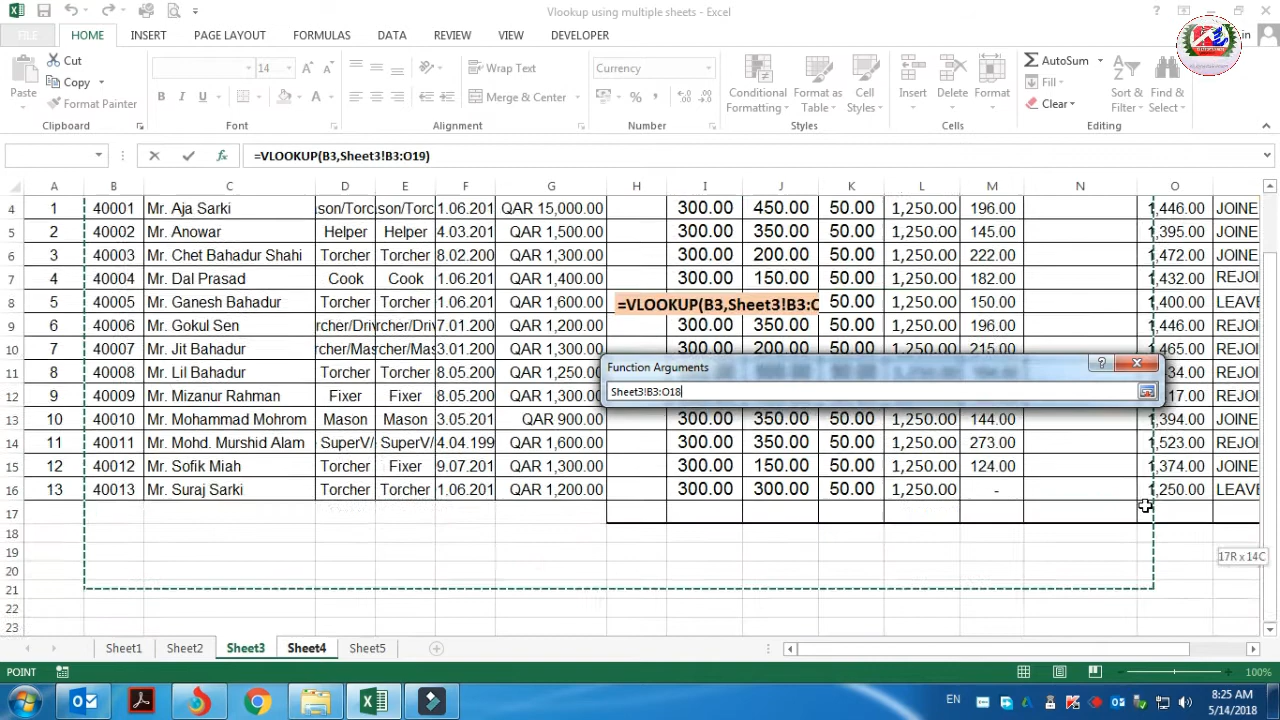 Vlookup using multiple sheets - Excel
FILE HOME INSERT PAGE LAYOUT FORMULAS DATA REVIEW VIEW DEVELOPER in
Paste Cut Copy Format Painter Clipboard
14 A A B I U A Font
Wrap Text Merge & Center Alignment
Currency % , Number
Conditional Formatting Format as Table Cell Styles Styles
Insert Delete Format Cells
AutoSum Fill Clear Sort & Filter Find & Select Editing
=VLOOKUP(B3,Sheet3!B3:O19)
A B C D E F G H I J K L M N O
4 1 40001 Mr. Aja Sarki son/Torc son/Torc 1.06.201 QAR 15,000.00 300.00 450.00 50.00 1,250.00 196.00 1,446.00 JOINE
5 2 40002 Mr. Anowar Helper Helper 4.03.201 QAR 1,500.00 300.00 350.00 50.00 1,250.00 145.00 1,395.00 REJOI
6 3 40003 Mr. Chet Bahadur Shahi Torcher Torcher 8.02.200 QAR 1,300.00 300.00 200.00 50.00 1,250.00 222.00 1,472.00 JOINE
7 4 40004 Mr. Dal Prasad Cook Cook 1.06.201 QAR 1,400.00 300.00 150.00 50.00 1,250.00 182.00 1,432.00 REJOI
8 5 40005 Mr. Ganesh Bahadur Torcher Torcher 1.06.201 QAR 1,600.00 =VLOOKUP(B3,Sheet3!B3:O 50.00 1,250.00 150.00 1,400.00 LEAVE
9 6 40006 Mr. Gokul Sen rcher/Driv rcher/Driv 7.01.200 QAR 1,200.00 300.00 350.00 50.00 1,250.00 196.00 1,446.00 REJOI
10 7 40007 Mr. Jit Bahadur rcher/Mas rcher/Mas 3.01.200 QAR 1,300.00 300.00 200.00 50.00 1,250.00 215.00 1,465.00 REJOI
11 8 40008 Mr. Lil Bahadur Torcher Torcher 8.05.201 QAR 1,250.00 34.00 REJOI
12 9 40009 Mr. Mizanur Rahman Fixer Fixer 8.05.201 QAR 1,300.00 17.00 REJOI
Function Arguments
Sheet3!B3:O18
13 10 40010 Mr. Mohammad Mohrom Mason Mason 3.05.201 QAR 900.00 300.00 350.00 50.00 1,250.00 144.00 1,394.00 JOINE
14 11 40011 Mr. Mohd. Murshid Alam SuperV/ SuperV/ 4.04.199 QAR 1,600.00 300.00 350.00 50.00 1,250.00 273.00 1,523.00 REJOI
15 12 40012 Mr. Sofik Miah Torcher Fixer 9.07.201 QAR 1,300.00 300.00 150.00 50.00 1,250.00 124.00 1,374.00 JOINE
16 13 40013 Mr. Suraj Sarki Torcher Torcher 1.06.201 QAR 1,200.00 300.00 300.00 50.00 1,250.00 - 1,250.00 LEAVE
17
18
19
20
17R x 14C
21
22
23
Sheet1 Sheet2 Sheet3 Sheet4 Sheet5
POINT 100%
EN 8:25 AM
5/14/2018